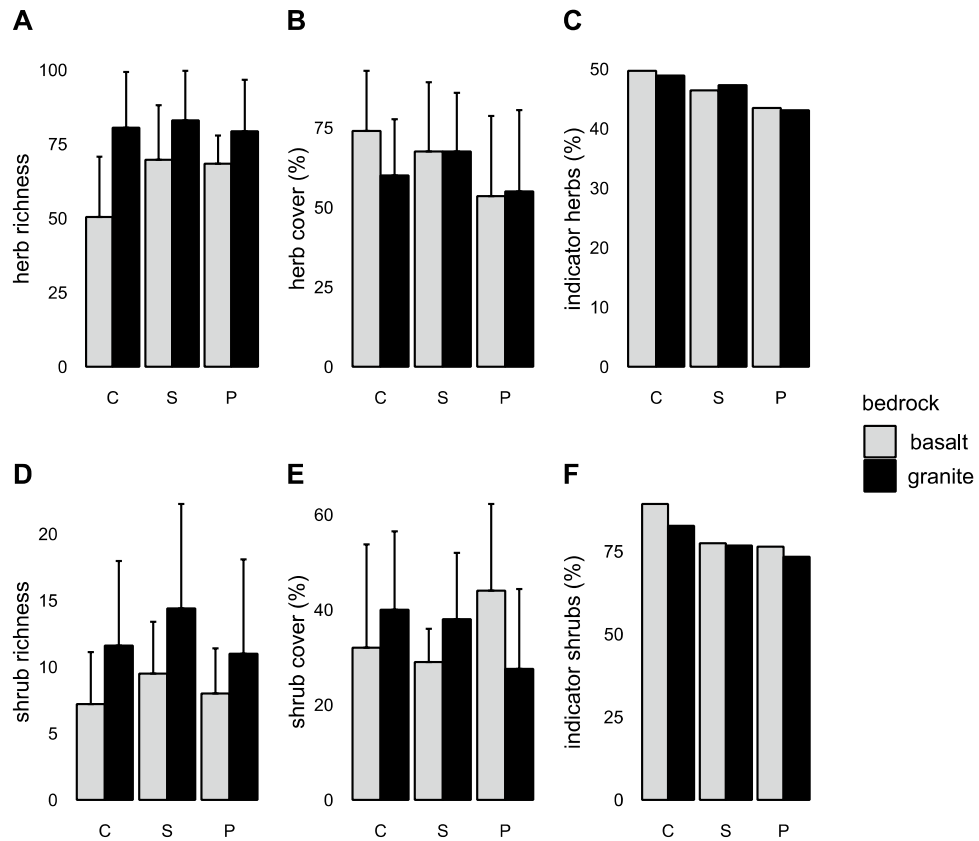 A
herb richness
100
75
50
25
0
C S P
B
herb cover (%)
75
50
25
0
C S P
C
indicator herbs (%)
50
40
30
20
10
0
C S P
bedrock
basalt
granite
D
shrub richness
20
15
10
5
0
C S P
E
shrub cover (%)
60
40
20
0
C S P
F
indicator shrubs (%)
75
50
25
0
C S P